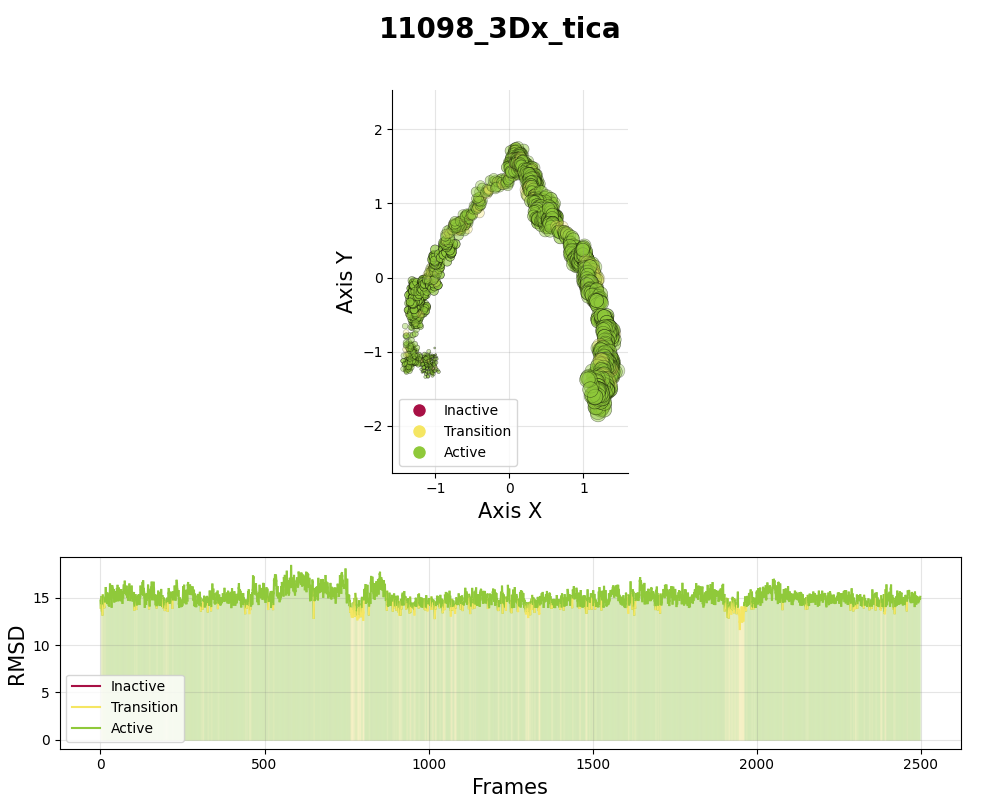 11098_3Dx_tica
2
1
0
−1
−2
Axis Y
Inactive
Transition
Active
−1 0 1
Axis X
15
10
5
0
RMSD
Inactive
Transition
Active
0 500 1000 1500 2000 2500
Frames